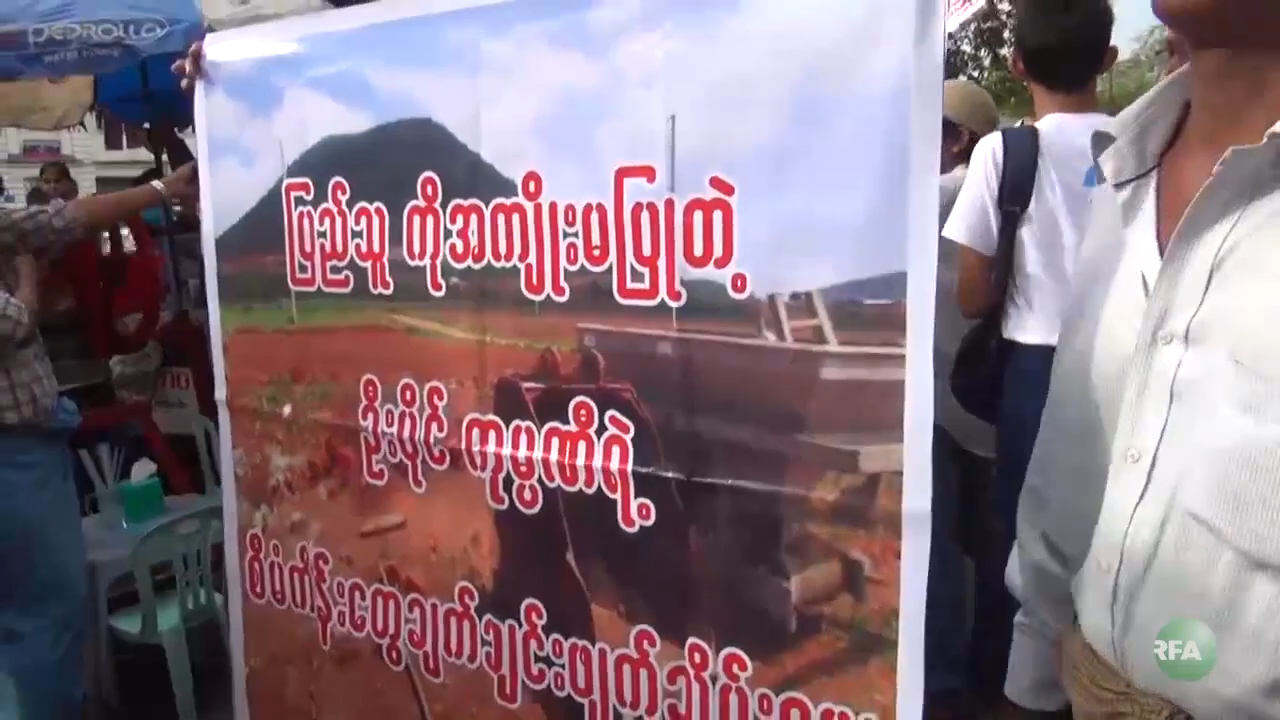 PEDROLLO
ပြည်သူ ကိုအကျိုးမပြုတဲ့
ဦးပိုင် ကုမ္ပဏီရဲ့
စီမံကိန်းတွေချက်ချင်းဖျက်သိမ်း
RFA